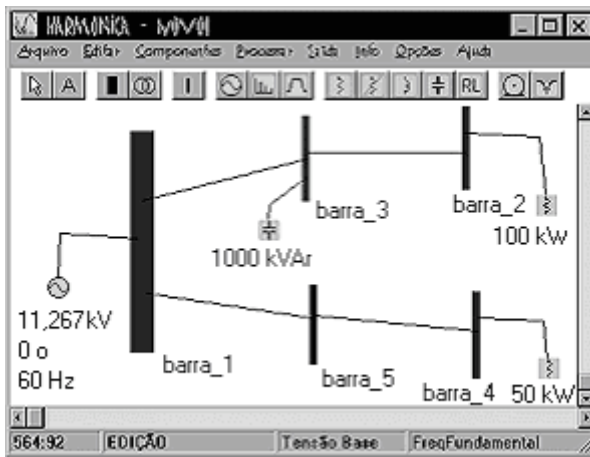 HARMONICA - NOVO1
Arquivo Editar Componentes Processar Saída Info Opções Ajuda
A RL
barra_3
barra_2
1000 kVAr
100 kW
11,267kV
0 o
60 Hz
barra_1
barra_5
barra_4
50 kW
564:92 EDIÇÃO Tensão Base FreqFundamental